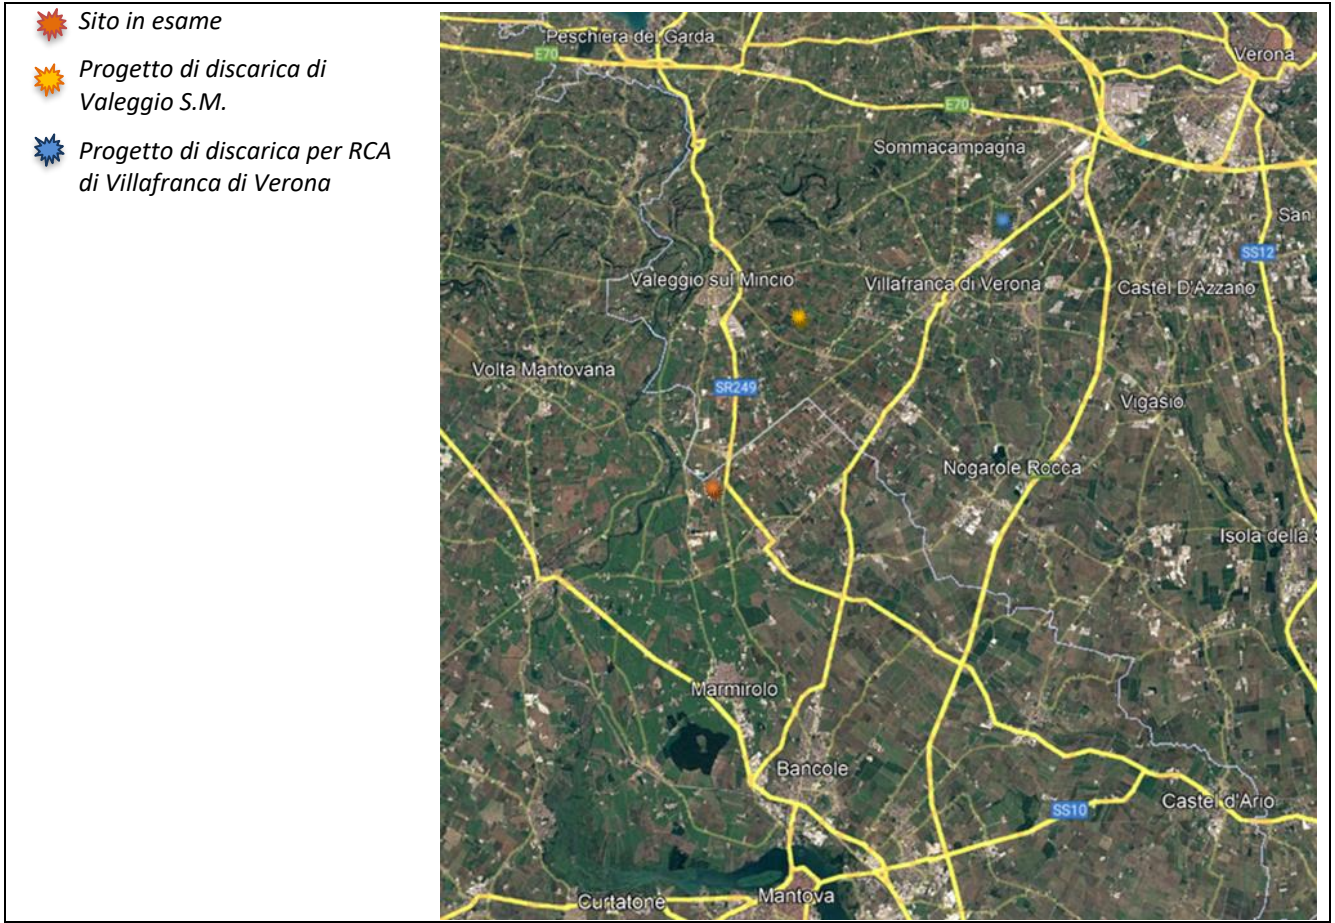 Sito in esame
Progetto di discarica di
Valeggio S.M.
Progetto di discarica per RCA
di Villafranca di Verona
Peschiera del Garda
E70
Verona
E70
Sommacampagna
San
SS12
Valeggio sul Mincio
Villafranca di Verona
Castel D'Azzano
Volta Mantovana
SR249
Vigasio
Nogarole Rocca
Isola della S
Marmirolo
Bancole
SS10
Castel d'Ario
Curtatone
Mantova